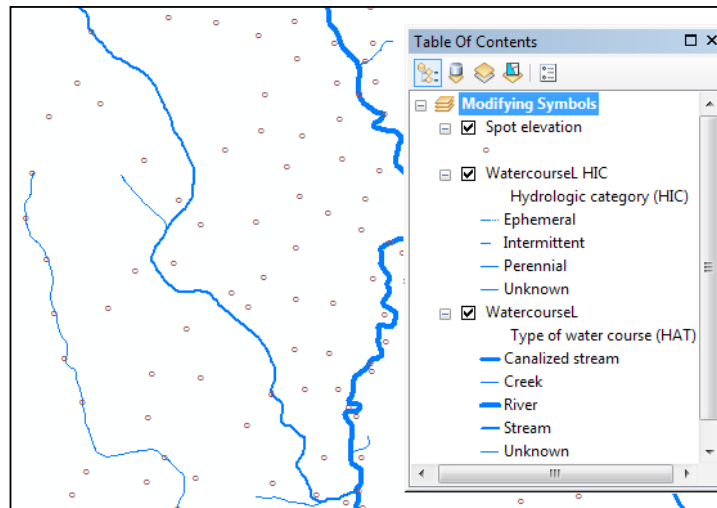 Table Of Contents
Modifying Symbols
Spot elevation
WatercourseL HIC
Hydrologic category (HIC)
Ephemeral
Intermittent
Perennial
Unknown
WatercourseL
Type of water course (HAT)
Canalized stream
Creek
River
Stream
Unknown